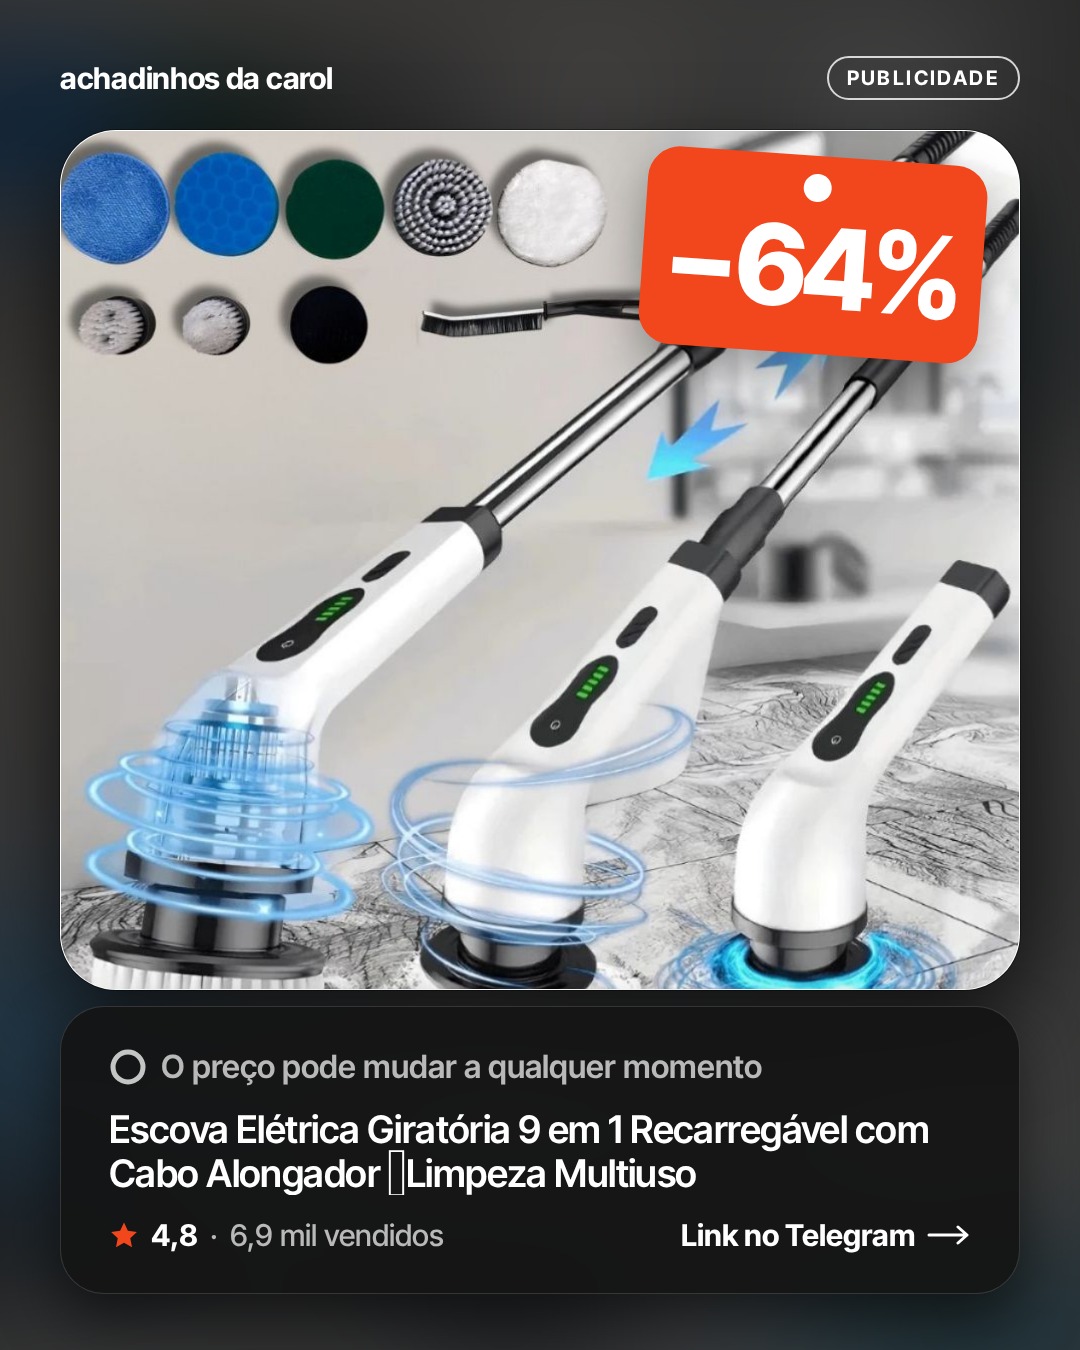 achadinhos da carol
PUBLICIDADE
−64%
O preço pode mudar a qualquer momento
Escova Elétrica Giratória 9 em 1 Recarregável com
Cabo Alongador Limpeza Multiuso
4,8 · 6,9 mil vendidos
Link no Telegram →